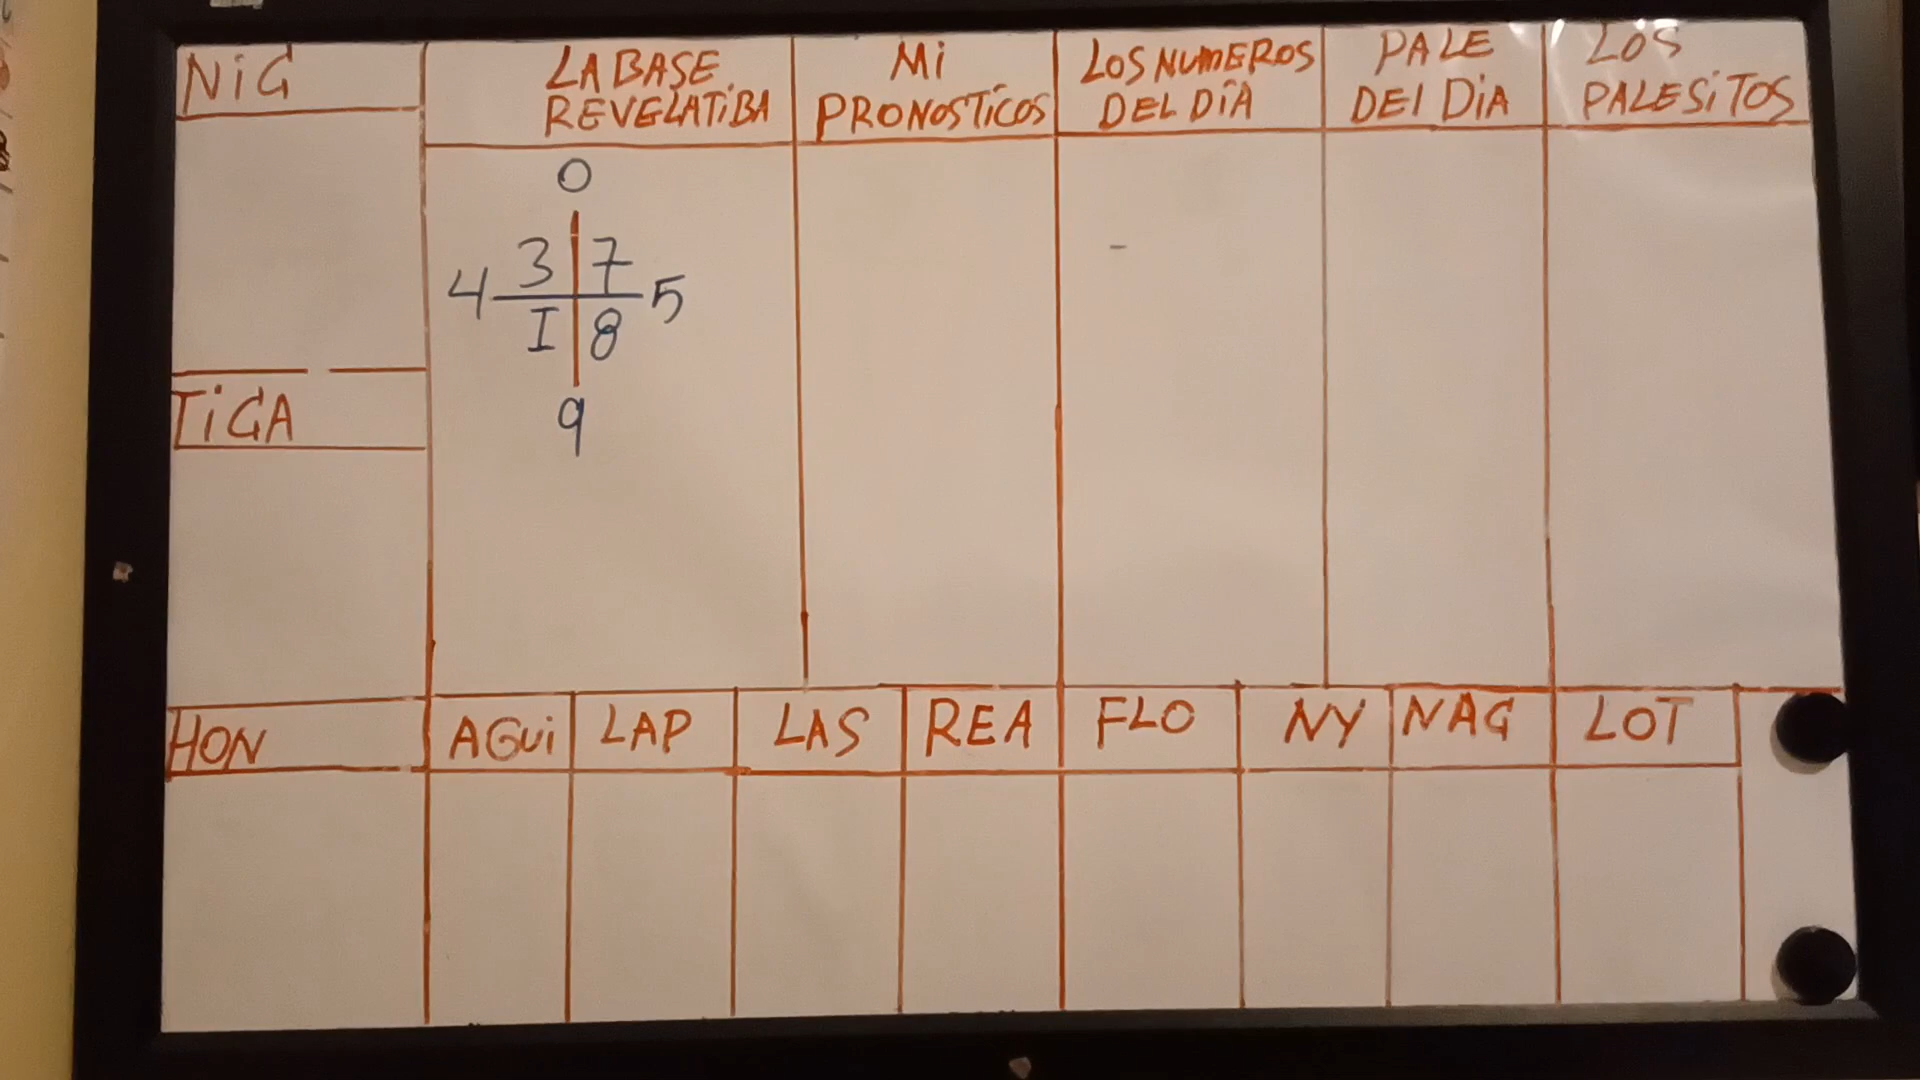 NiG
LA BASE
REVELATiBA
Mi
PRONOSTiCOS
LOS NUMEROS
DEL DiA
PALE
DEl DiA
LOS
PALESiTOS
0
3 7
4 5
I 8
9
TiGA
HON
AGUi
LAP
LAS
REA
FLO
NY
NAG
LOT